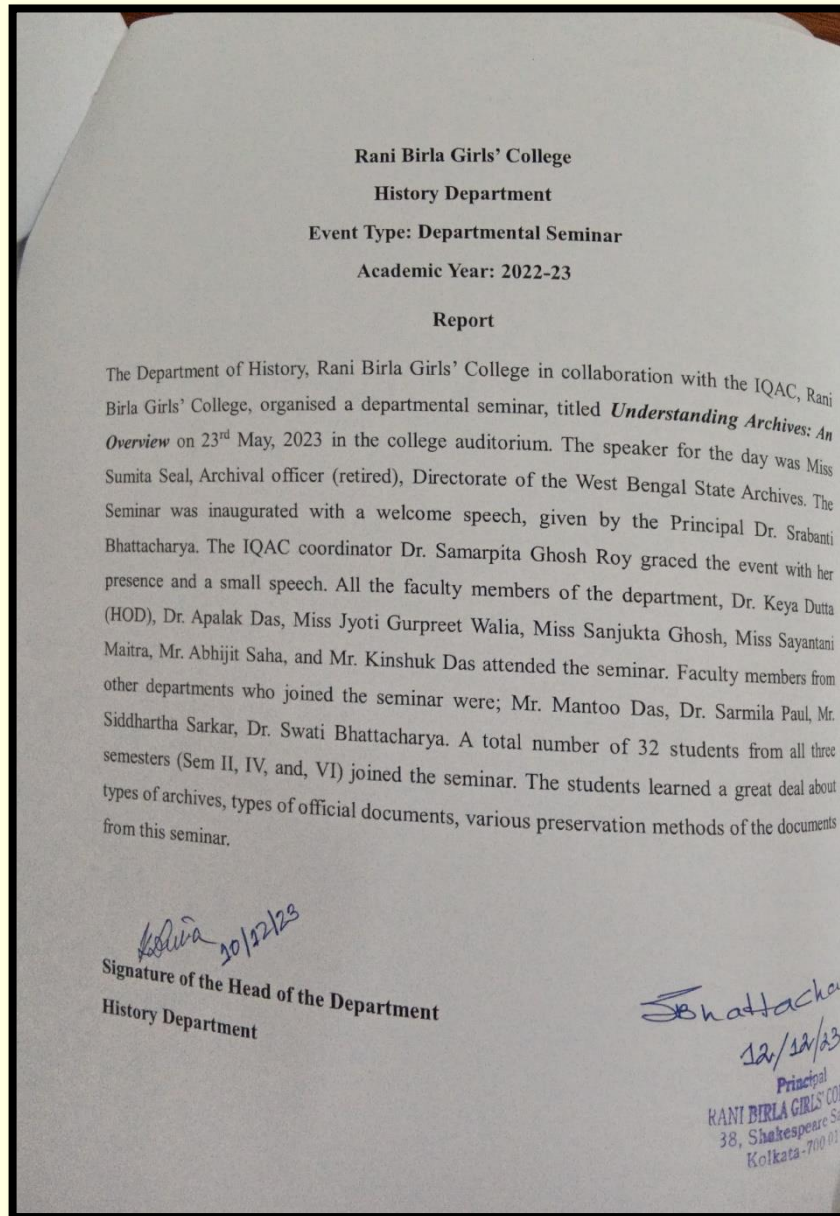 Rani Birla Girls' College
History Department
Event Type: Departmental Seminar
Academic Year: 2022-23
Report
The Department of History, Rani Birla Girls' College in collaboration with the IQAC, Rani
Birla Girls' College, organised a departmental seminar, titled Understanding Archives: An
Overview on 23rd May, 2023 in the college auditorium. The speaker for the day was Miss
Sumita Seal, Archival officer (retired), Directorate of the West Bengal State Archives. The
Seminar was inaugurated with a welcome speech, given by the Principal Dr. Srabanti
Bhattacharya. The IQAC coordinator Dr. Samarpita Ghosh Roy graced the event with her
presence and a small speech. All the faculty members of the department, Dr. Keya Dutta
(HOD), Dr. Apalak Das, Miss Jyoti Gurpreet Walia, Miss Sanjukta Ghosh, Miss Sayantani
Maitra, Mr. Abhijit Saha, and Mr. Kinshuk Das attended the seminar. Faculty members from
other departments who joined the seminar were; Mr. Mantoo Das, Dr. Sarmila Paul, Mr.
Siddhartha Sarkar, Dr. Swati Bhattacharya. A total number of 32 students from all three
semesters (Sem II, IV, and, VI) joined the seminar. The students learned a great deal about
types of archives, types of official documents, various preservation methods of the documents
from this seminar.
10/12/23
Signature of the Head of the Department
History Department
SBhattacha
12/12/23
Principal
RANI BIRLA GIRLS' CO
38, Shakespeare Sa
Kolkata-700 01